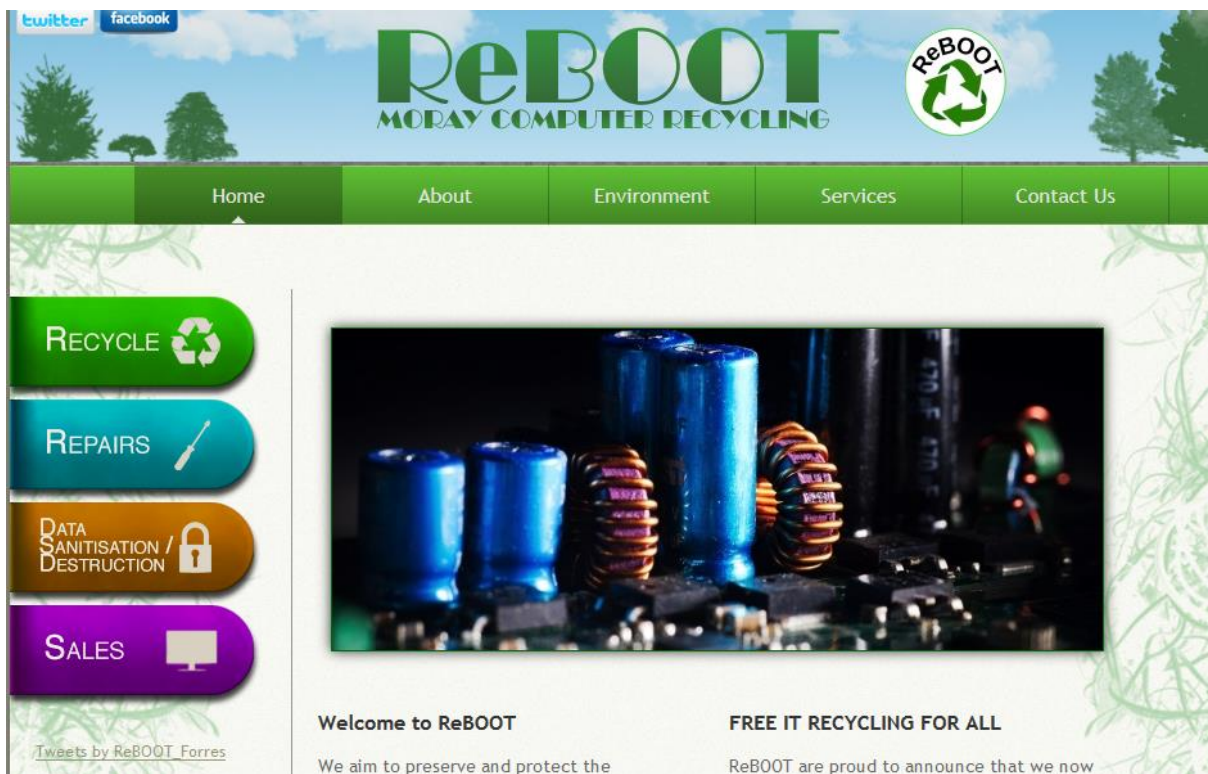 twitter
facebook
ReBOOT
MORAY COMPUTER RECYCLING
ReBOOT
Home
About
Environment
Services
Contact Us
RECYCLE
REPAIRS
DATA
SANITISATION /
DESTRUCTION
SALES
470
470
Tweets by ReBOOT_Forres
Welcome to ReBOOT
We aim to preserve and protect the
FREE IT RECYCLING FOR ALL
ReBOOT are proud to announce that we now